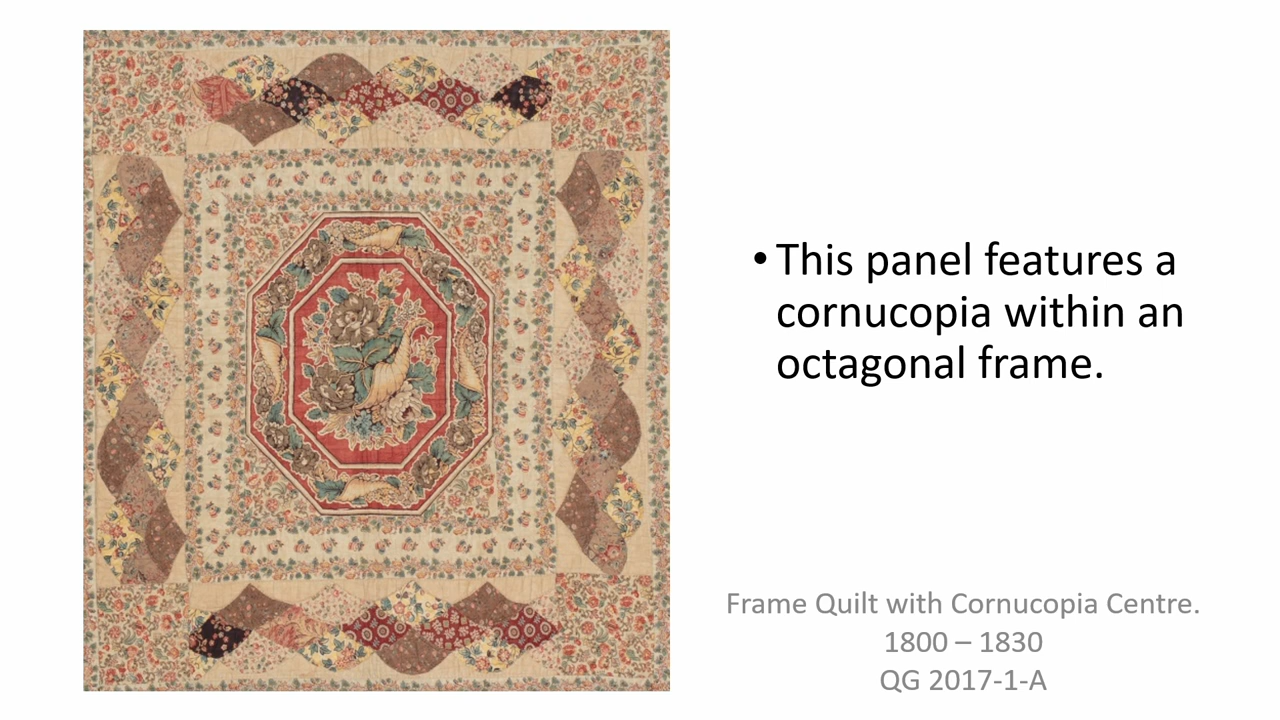 • This panel features a
cornucopia within an
octagonal frame.
Frame Quilt with Cornucopia Centre.
1800 – 1830
QG 2017-1-A